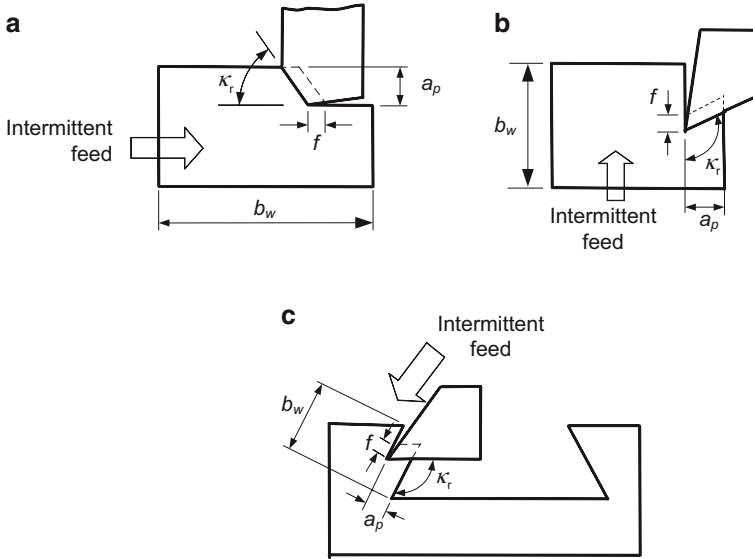 a
κr
ap
f
Intermittent
feed
bw
b
f
bw
κr
Intermittent
feed
ap
c
Intermittent
feed
bw
f
κr
ap